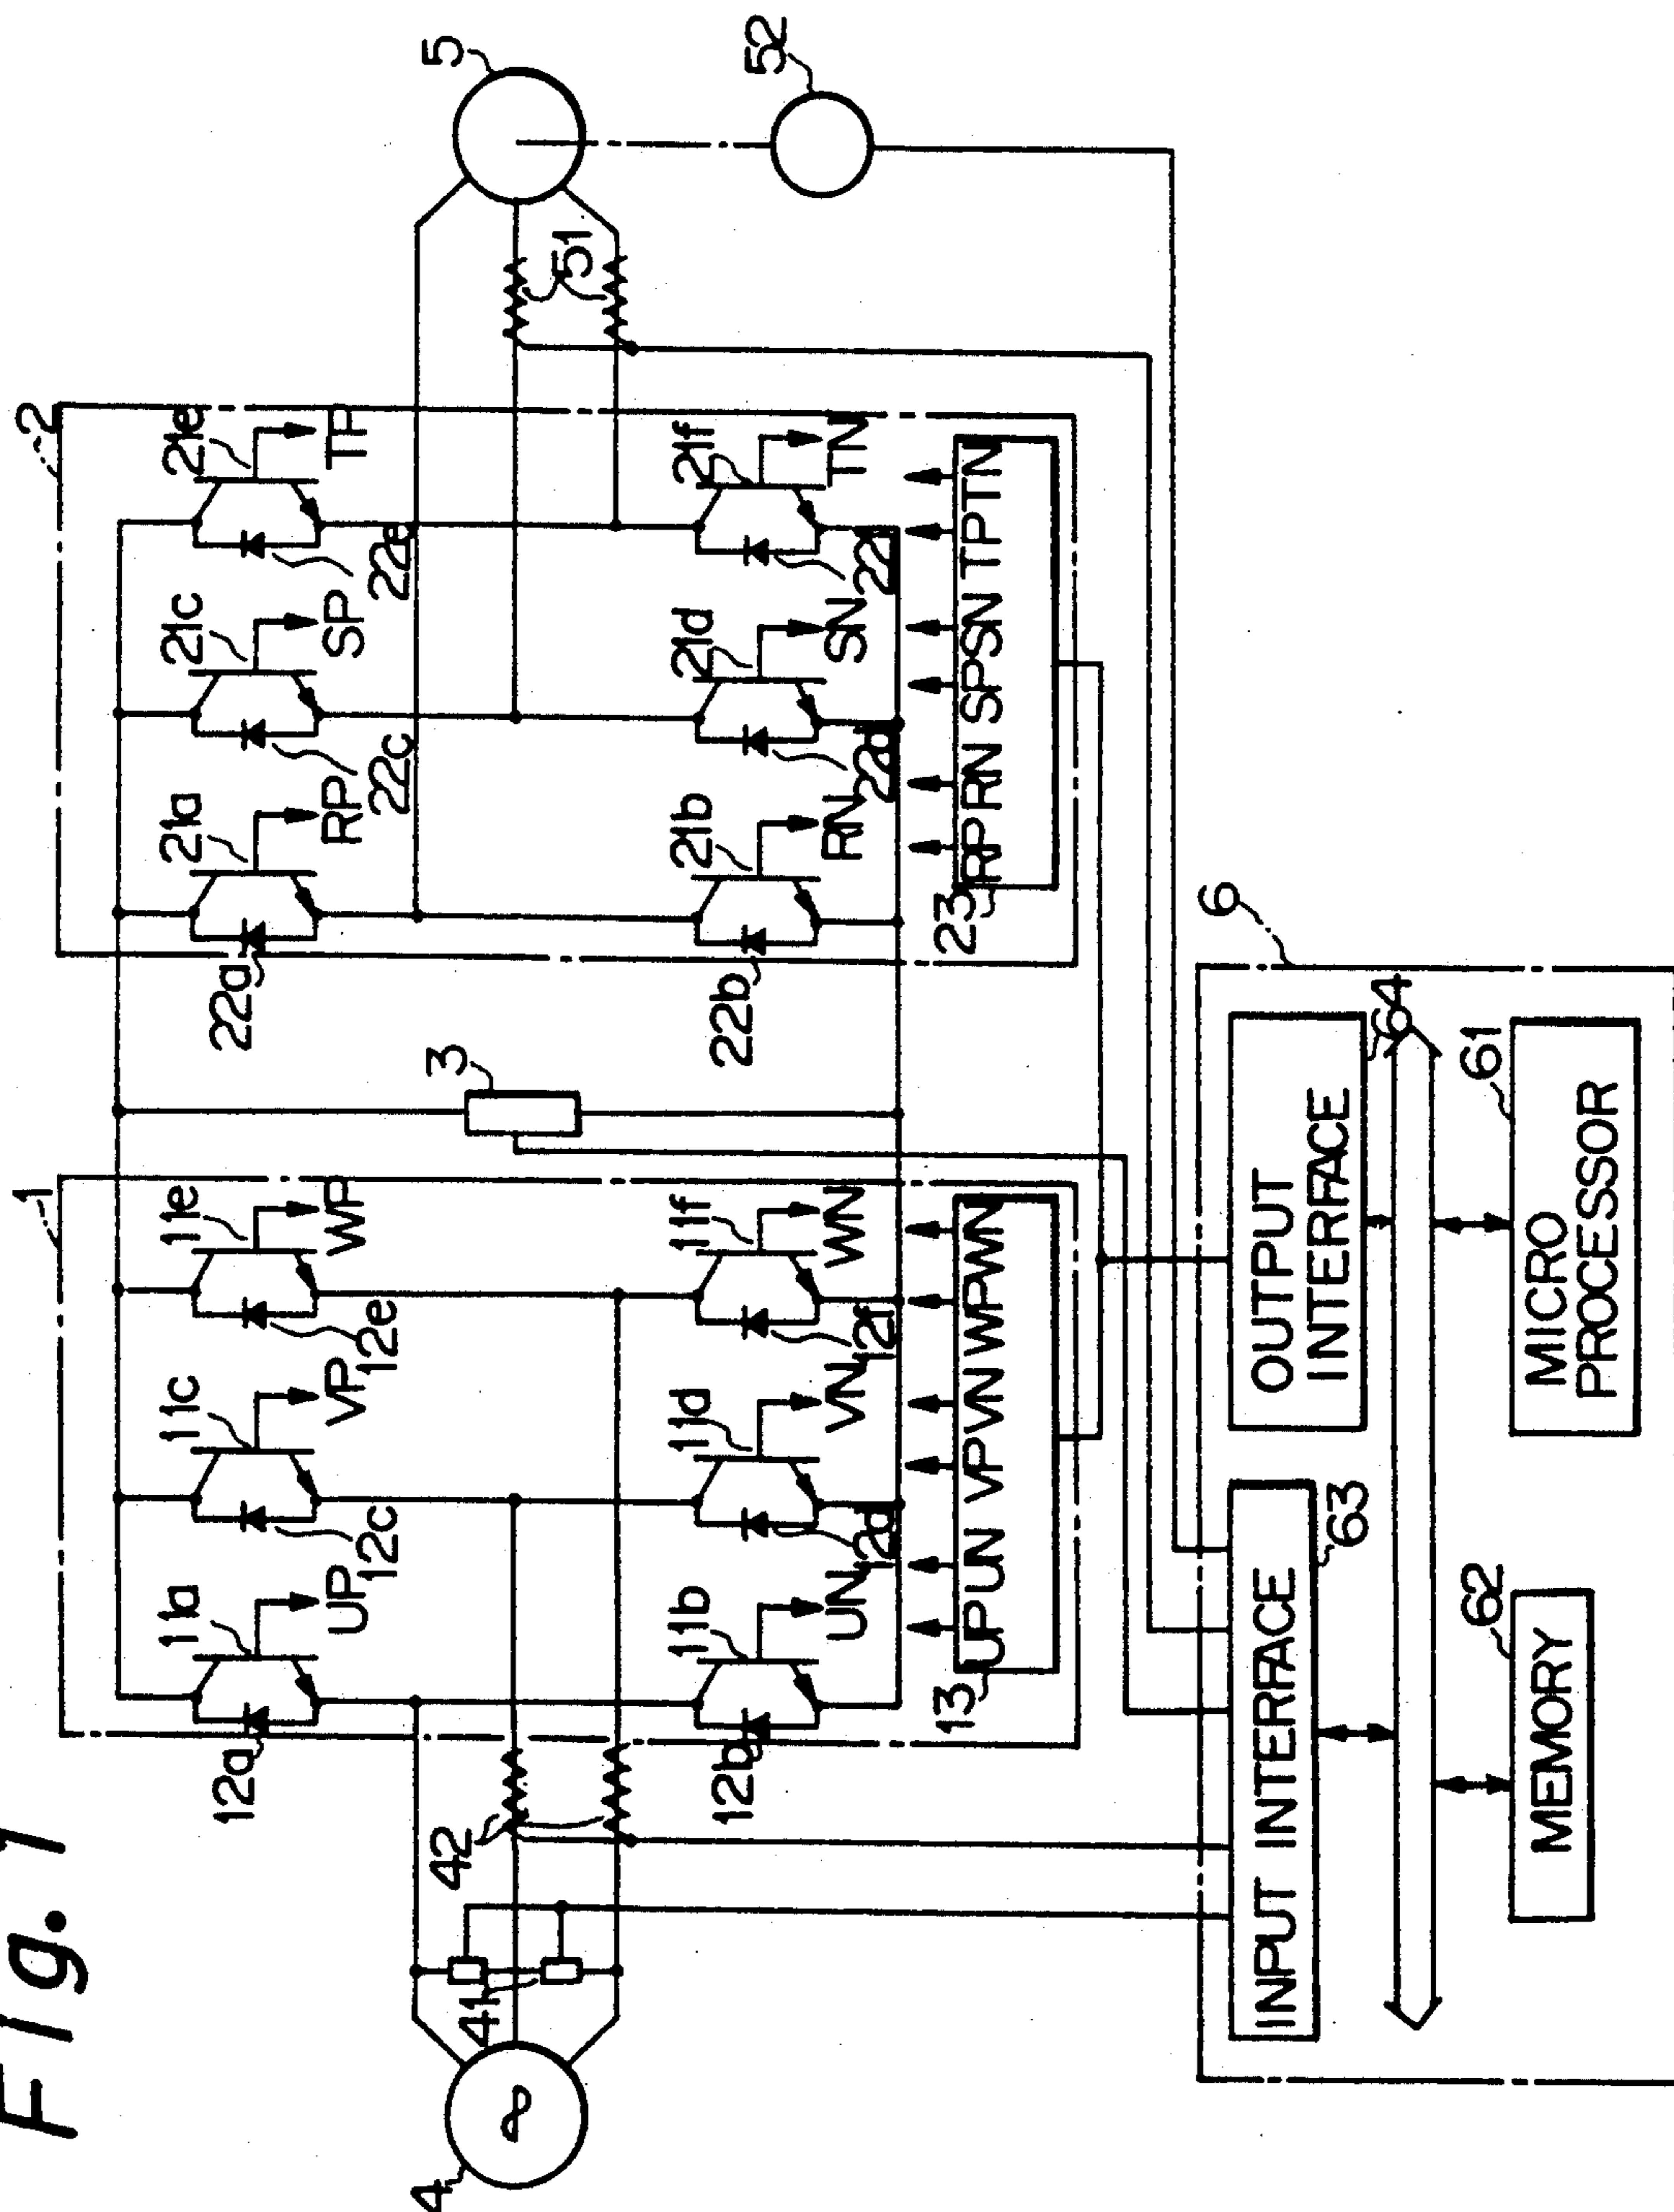 Fig. 1
1
2
11a
11c
11e
21a
21c
21e
UP
VP
WP
RP
SP
TP
12a
12c
12e
22a
22c
22e
3
4
5
41
42
51
52
11b
11d
11f
21b
21d
21f
UN
VN
WN
RN
SN
TN
12b
12d
12f
22b
22d
22f
13
UP UN VP VN WP WN
23
RP RN SP SN TP TN
6
INPUT INTERFACE
63
OUTPUT
INTERFACE
64
MEMORY
62
MICRO
PROCESSOR
61